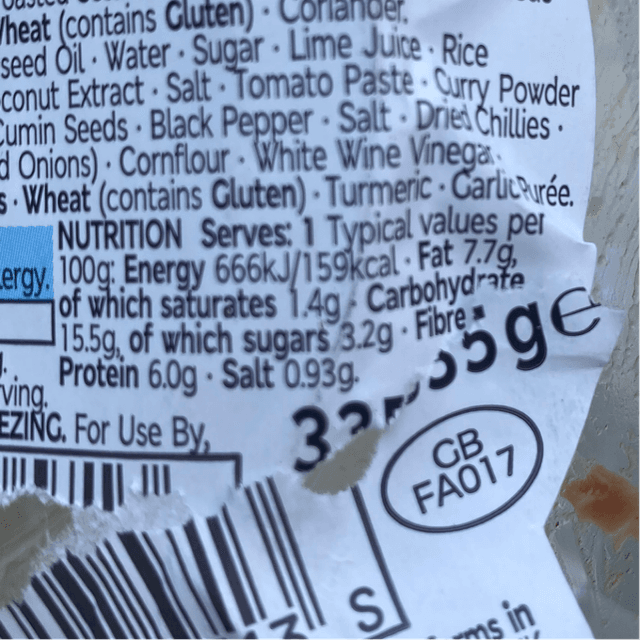 Wheat (contains Gluten) · Coriander.
seed Oil · Water · Sugar · Lime Juice · Rice
conut Extract · Salt · Tomato Paste · Curry Powder
Cumin Seeds · Black Pepper · Salt · Dried Chillies ·
d Onions) · Cornflour · White Wine Vinegar.
s · Wheat (contains Gluten) · Turmeric · Garlic Purée.
NUTRITION Serves: 1 Typical values per
ergy. 100g: Energy 666kJ/159kcal · Fat 7.7g,
of which saturates 1.4g · Carbohydrate
15.5g, of which sugars 3.2g · Fibre
Protein 6.0g · Salt 0.93g.
ving.
EZING. For Use By,
5g e
GB
FA017
S
ms in